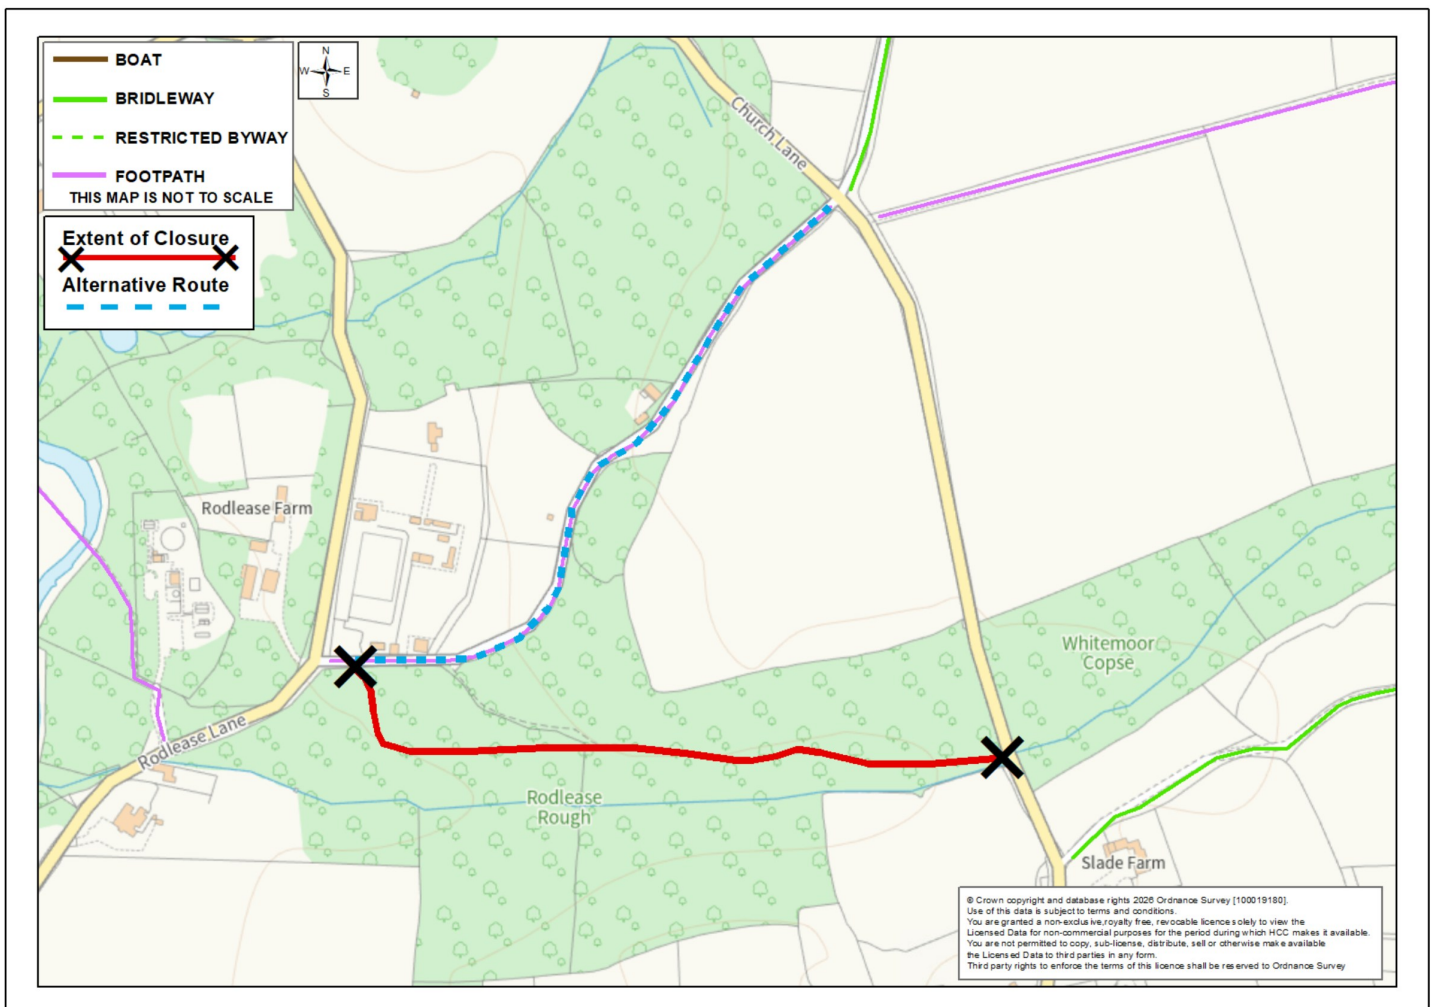 BOAT
BRIDLEWAY
RESTRICTED BYWAY
FOOTPATH
THIS MAP IS NOT TO SCALE
N
W E
S
Extent of Closure
Alternative Route
Church Lane
Rodlease Farm
Whitemoor
Copse
Rodlease Lane
Rodlease
Rough
Slade Farm
© Crown copyright and database rights 2026 Ordnance Survey [100019180].
Use of this data is subject to terms and conditions.
You are granted a non-exclusive,royalty free, revocable licence solely to view the
Licensed Data for non-commercial purposes for the period during which HCC makes it available.
You are not permitted to copy, sub-license, distribute, sell or otherwise make available
the Licensed Data to third parties in any form.
Third party rights to enforce the terms of this licence shall be reserved to Ordnance Survey